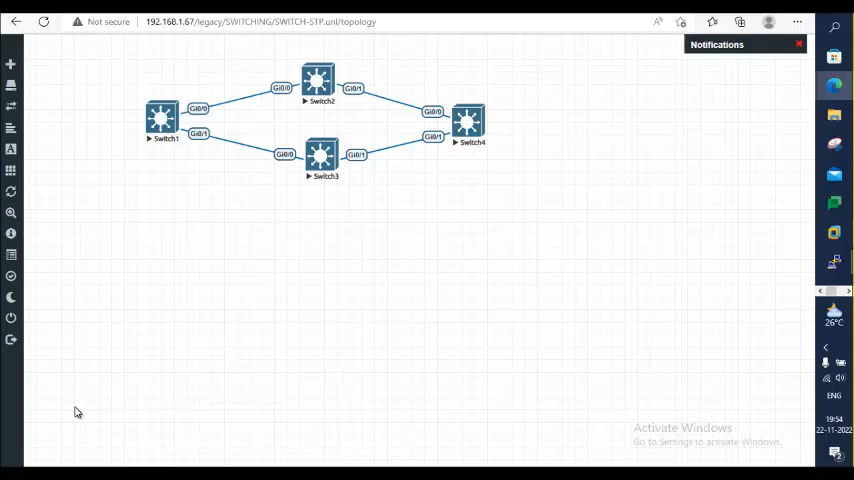 Not secure
192.168.1.67/legacy/SWITCHING/SWITCH-STP.unl/topology
Notifications
Switch1
Gi0/0
Gi0/1
Gi0/0
Switch2
Gi0/1
Gi0/0
Switch3
Gi0/1
Gi0/0
Gi0/1
Switch4
26°C
ENG
19:54
22-11-2022
2
Activate Windows
Go to Settings to activate Windows.